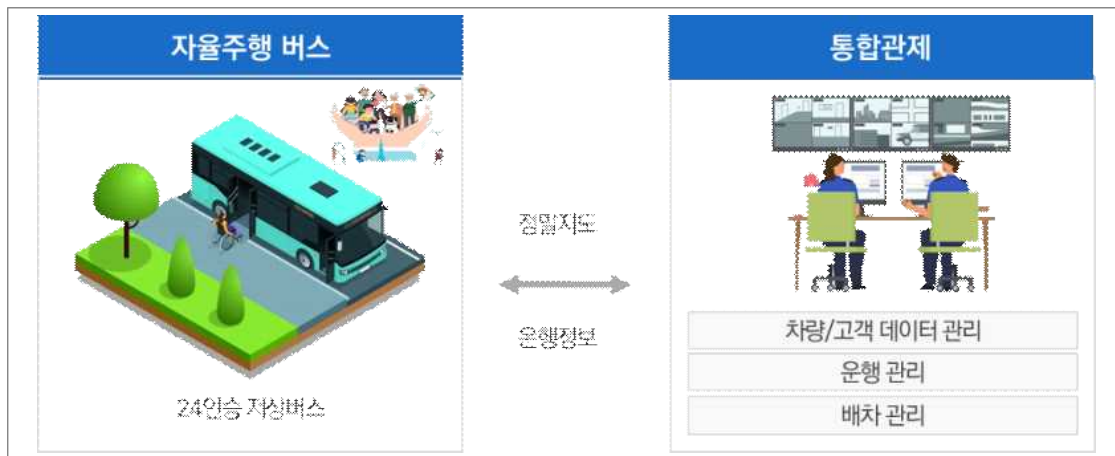 자율주행 버스
통합관제
정밀지도
운행정보
24인승 저상버스
차량/고객 데이터 관리
운행 관리
배차 관리